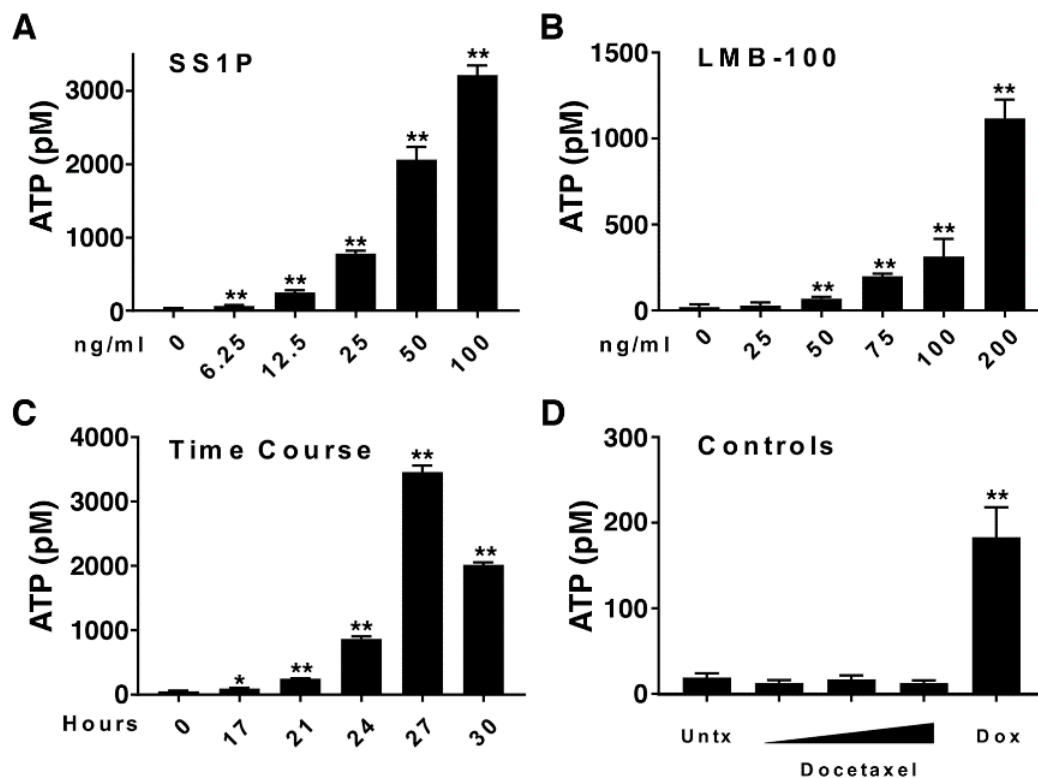 A
SS1P
ATP (pM)
3000
2000
1000
0
** ** ** ** **
ng/ml 0 6.25 12.5 25 50 100
B
LMB-100
ATP (pM)
1500
1000
500
0
** ** ** **
ng/ml 0 25 50 75 100 200
C
Time Course
ATP (pM)
4000
3000
2000
1000
0
* ** ** ** **
Hours 0 17 21 24 27 30
D
Controls
ATP (pM)
300
200
100
0
**
Untx Dox
Docetaxel